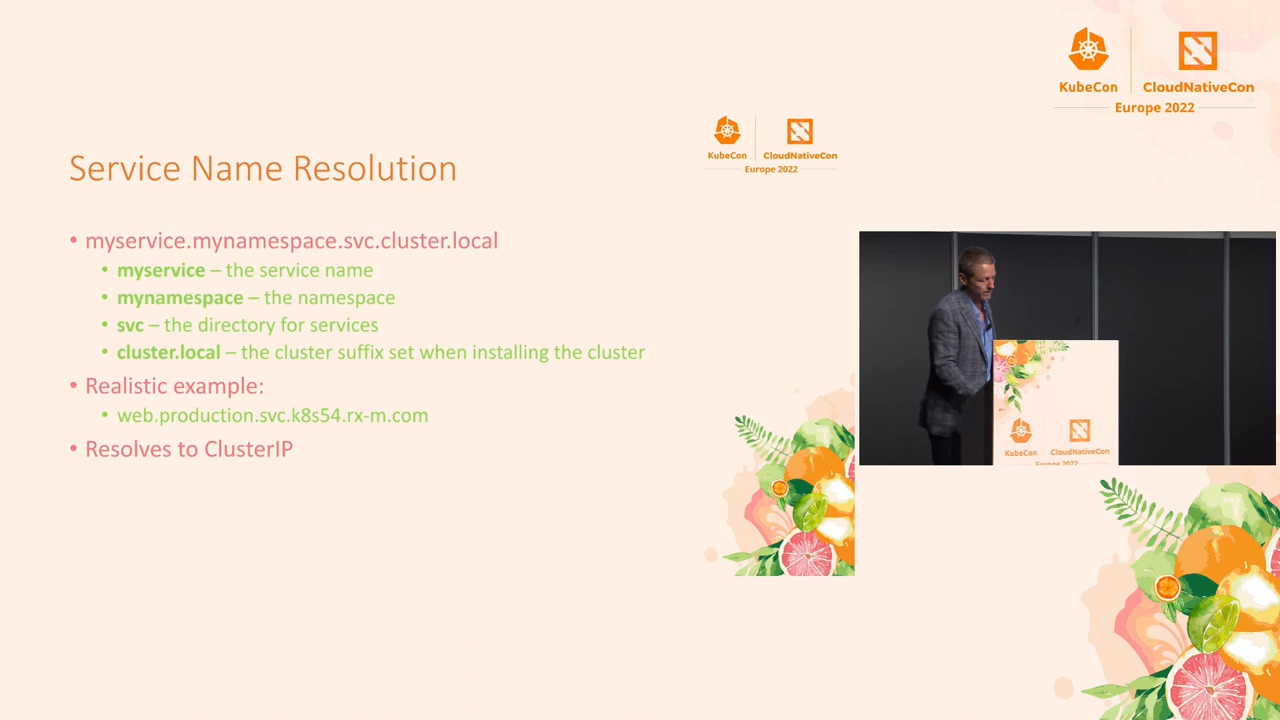 KubeCon
CloudNativeCon
Europe 2022
KubeCon
CloudNativeCon
Europe 2022
Service Name Resolution
• myservice.mynamespace.svc.cluster.local
• myservice – the service name
• mynamespace – the namespace
• svc – the directory for services
• cluster.local – the cluster suffix set when installing the cluster
• Realistic example:
• web.production.svc.k8s54.rx-m.com
• Resolves to ClusterIP
KubeCon
CloudNativeCon
Europe 2022